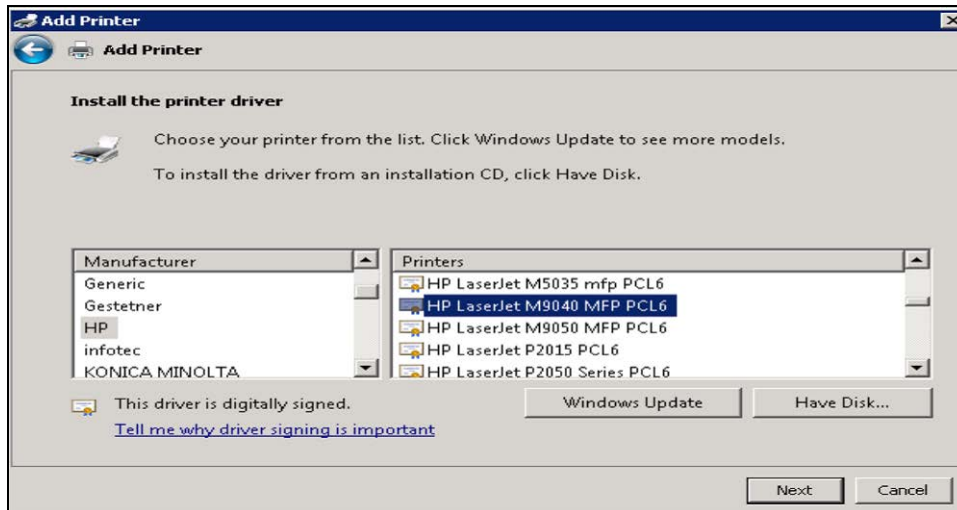 Add Printer
Add Printer
Install the printer driver
Choose your printer from the list. Click Windows Update to see more models.
To install the driver from an installation CD, click Have Disk.
Manufacturer
Generic
Gestetner
HP
infotec
KONICA MINOLTA
Printers
HP LaserJet M5035 mfp PCL6
HP LaserJet M9040 MFP PCL6
HP LaserJet M9050 MFP PCL6
HP LaserJet P2015 PCL6
HP LaserJet P2050 Series PCL6
This driver is digitally signed.
Tell me why driver signing is important
Windows Update
Have Disk...
Next
Cancel